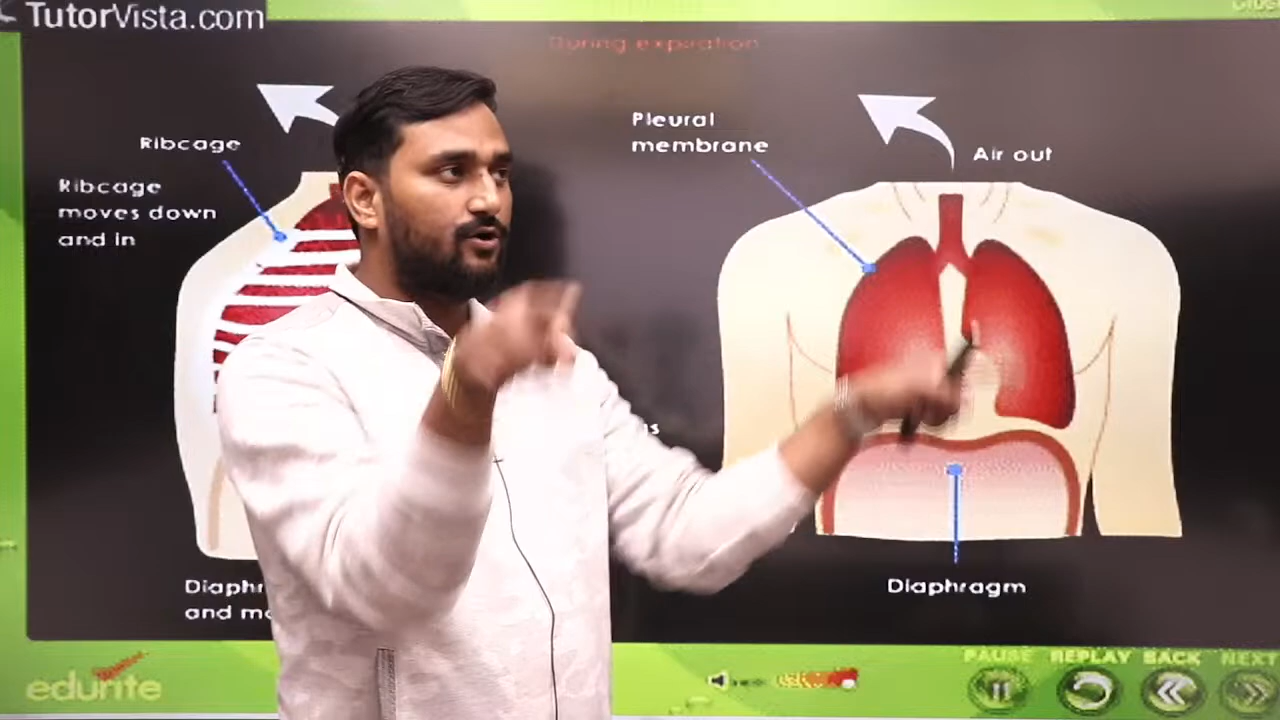 TutorVista.com
During expiration
Ribcage
Ribcage
moves down
and in
Pleural
membrane
Air out
Diaphragm
and
edurite
PAUSE
REPLAY
BACK
NEXT